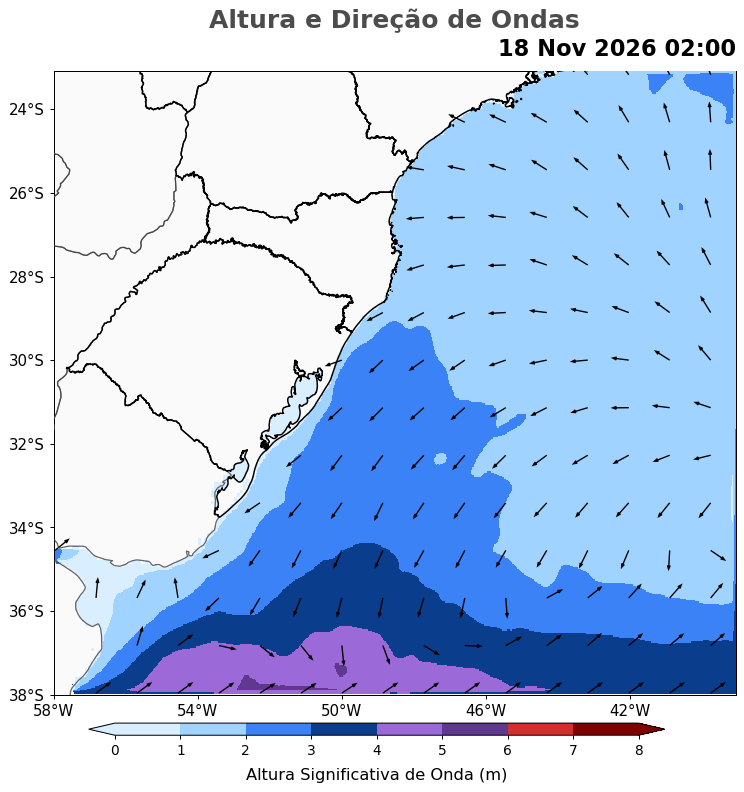 Altura e Direção de Ondas
18 Nov 2026 02:00
24°S
26°S
28°S
30°S
32°S
34°S
36°S
38°S
58°W 54°W 50°W 46°W 42°W
0 1 2 3 4 5 6 7 8
Altura Significativa de Onda (m)